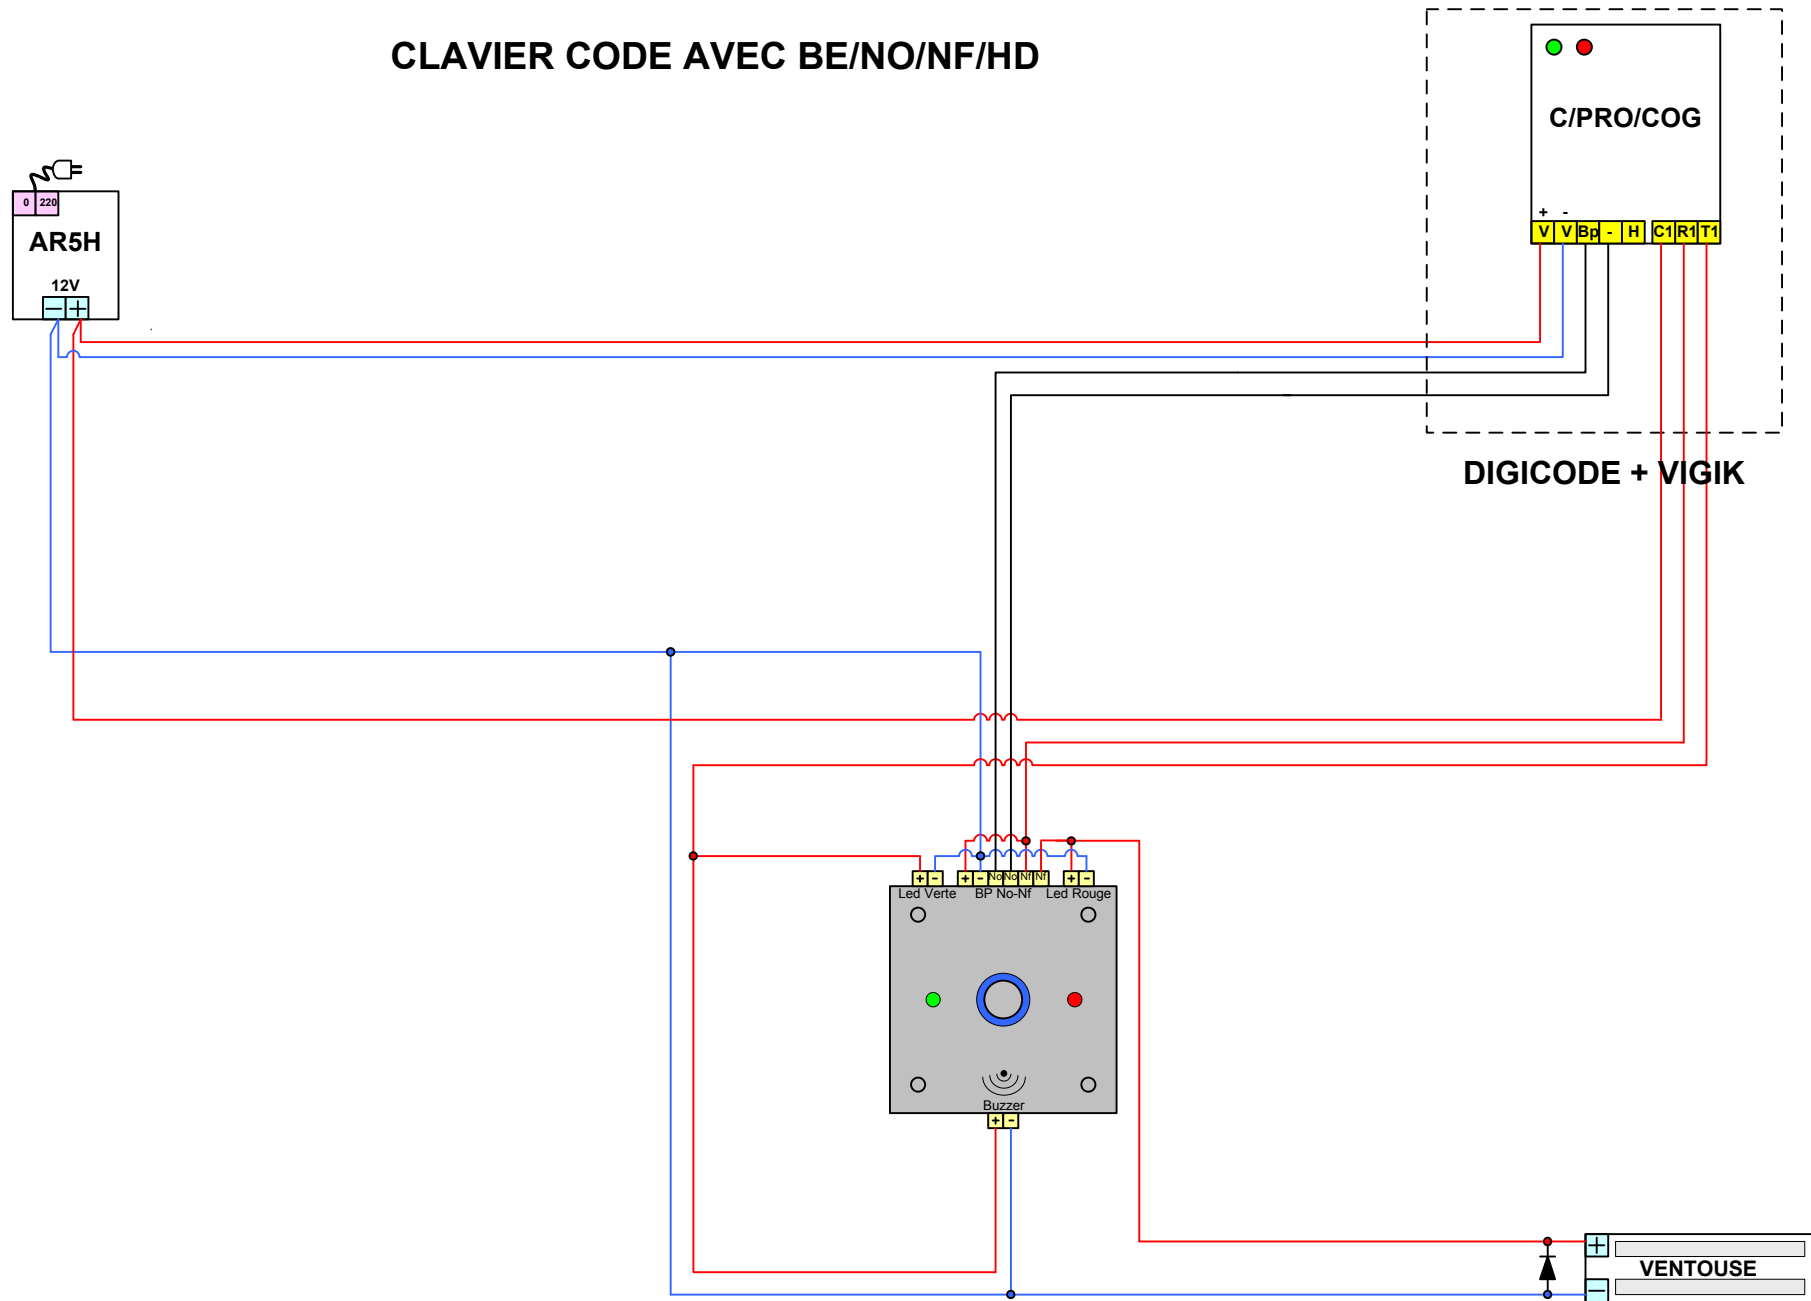 CLAVIER CODE AVEC BE/NO/NF/HD
C/PRO/COG
+ -
V V Bp - H C1 R1 T1
0 220
AR5H
12V
− +
DIGICODE + VIGIK
+ - + - No No Nf Nf + -
Led Verte BP No-Nf Led Rouge
Buzzer
+ -
+
VENTOUSE
−